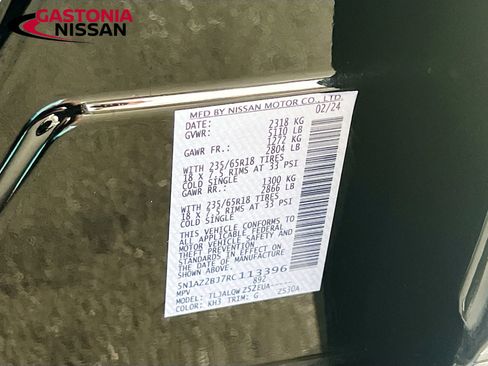 GASTONIA
NISSAN
MFD BY NISSAN MOTOR CO., LTD.
DATE: 02/24
GVWR: 2318 KG
5110 LB
GAWR FR.: 1272 KG
2804 LB
WITH 235/65R18 TIRES
18 X 7.5 RIMS AT 33 PSI
COLD SINGLE
GAWR RR.: 1300 KG
2866 LB
WITH 235/65R18 TIRES
18 X 7.5 RIMS AT 33 PSI
COLD SINGLE
THIS VEHICLE CONFORMS TO
ALL APPLICABLE FEDERAL
MOTOR VEHICLE SAFETY AND
THEFT PREVENTION
STANDARDS IN EFFECT ON
THE DATE OF MANUFACTURE
SHOWN ABOVE.
5N1AZ2BJ7RC113396
MPV 892
MODEL: TLJALQW Z52EUA-----
COLOR: KH3 TRIM: G Z530A